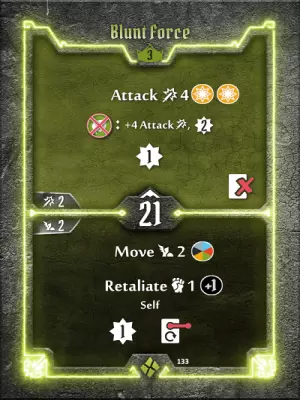 Blunt Force
3
Attack 4
: +4 Attack, 2
1
2
21
2
Move 2
Retaliate 1 +1
Self
1
133